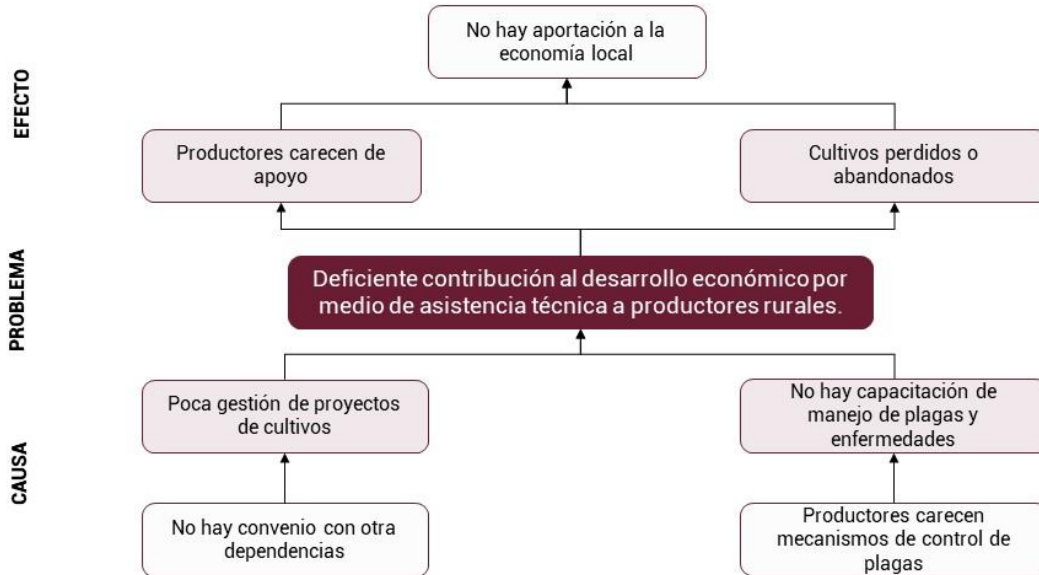 EFECTO
No hay aportación a la
economía local
Productores carecen de
apoyo
Cultivos perdidos o
abandonados
PROBLEMA
Deficiente contribución al desarrollo económico por
medio de asistencia técnica a productores rurales.
CAUSA
Poca gestión de proyectos
de cultivos
No hay capacitación de
manejo de plagas y
enfermedades
No hay convenio con otra
dependencias
Productores carecen
mecanismos de control de
plagas